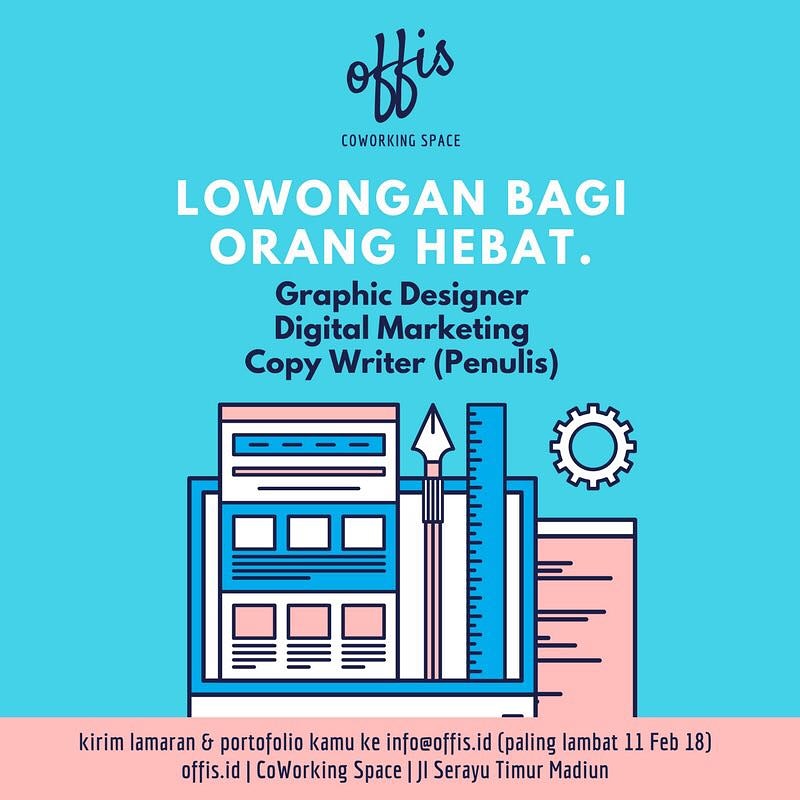 offis
COWORKING SPACE
LOWONGAN BAGI
ORANG HEBAT.
Graphic Designer
Digital Marketing
Copy Writer (Penulis)
kirim lamaran & portofolio kamu ke info@offis.id (paling lambat 11 Feb 18)
offis.id | CoWorking Space | Jl Serayu Timur Madiun